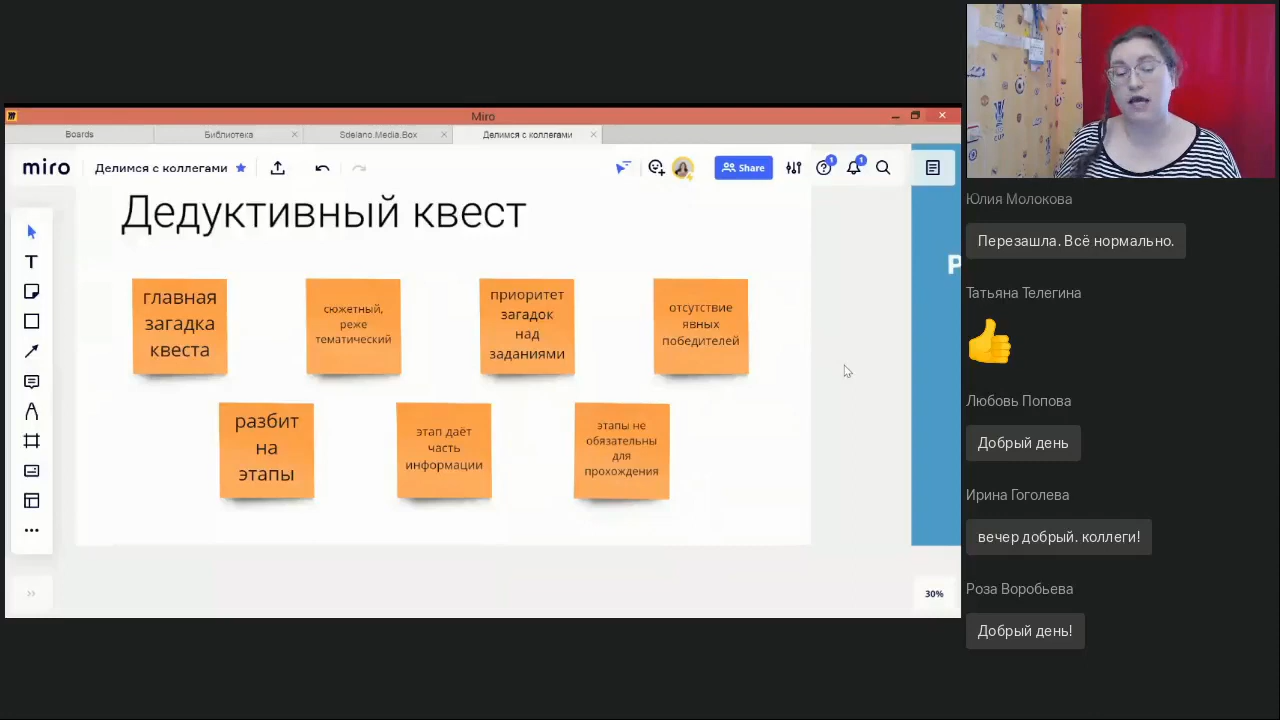 Miro
Boards
Библиотека
Sdelano.Media.Box
Делимся с коллегами
miro
Делимся с коллегами
Share
1
1
Дедуктивный квест
главная
загадка
квеста
сюжетный,
реже
тематический
приоритет
загадок
над
заданиями
отсутствие
явных
победителей
разбит
на
этапы
этап даёт
часть
информации
этапы не
обязательны
для
прохождения
Р
30%
CUP
Юлия Молокова
Перезашла. Всё нормально.
Татьяна Телегина
Любовь Попова
Добрый день
Ирина Гоголева
вечер добрый. коллеги!
Роза Воробьева
Добрый день!